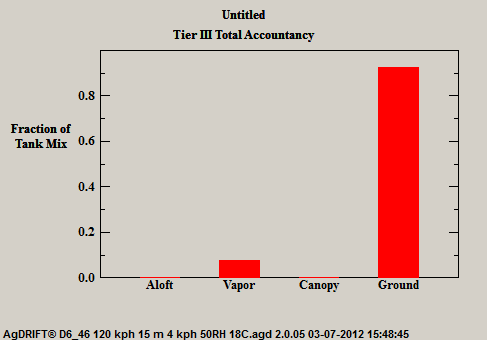 Untitled
Tier III Total Accountancy
Fraction of
Tank Mix
0.8
0.6
0.4
0.2
0.0
Aloft Vapor Canopy Ground
AgDRIFT® D6_46 120 kph 15 m 4 kph 50RH 18C.agd 2.0.05 03-07-2012 15:48:45